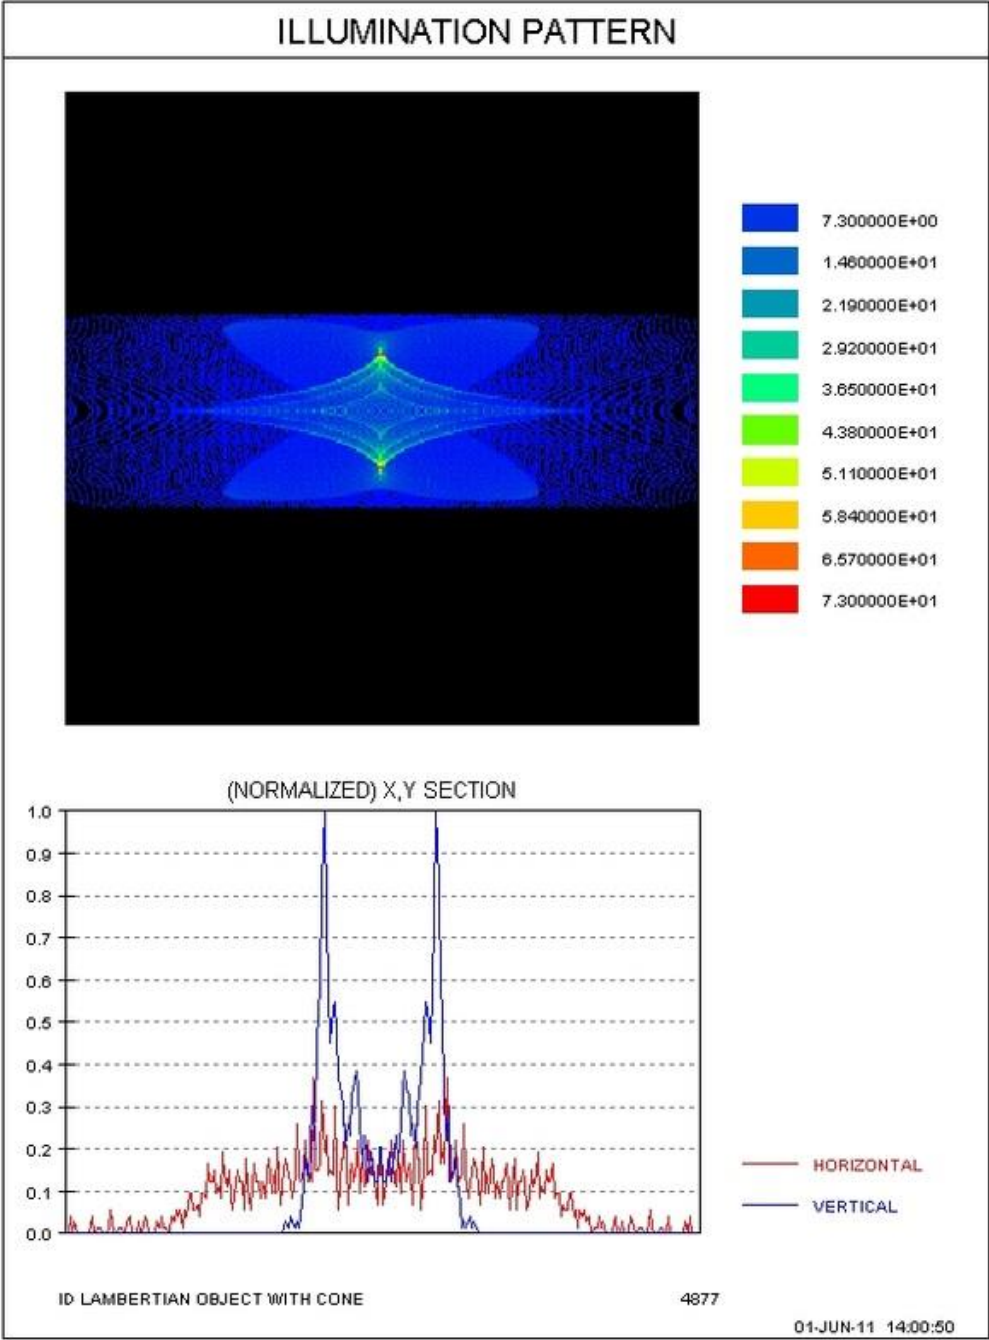 ILLUMINATION PATTERN
7.300000E+00
1.460000E+01
2.190000E+01
2.920000E+01
3.650000E+01
4.380000E+01
5.110000E+01
5.840000E+01
6.570000E+01
7.300000E+01
(NORMALIZED) X,Y SECTION
1.0
0.9
0.8
0.7
0.6
0.5
0.4
0.3
0.2
0.1
0.0
HORIZONTAL
VERTICAL
ID LAMBERTIAN OBJECT WITH CONE 4877
01-JUN-11 14:00:50